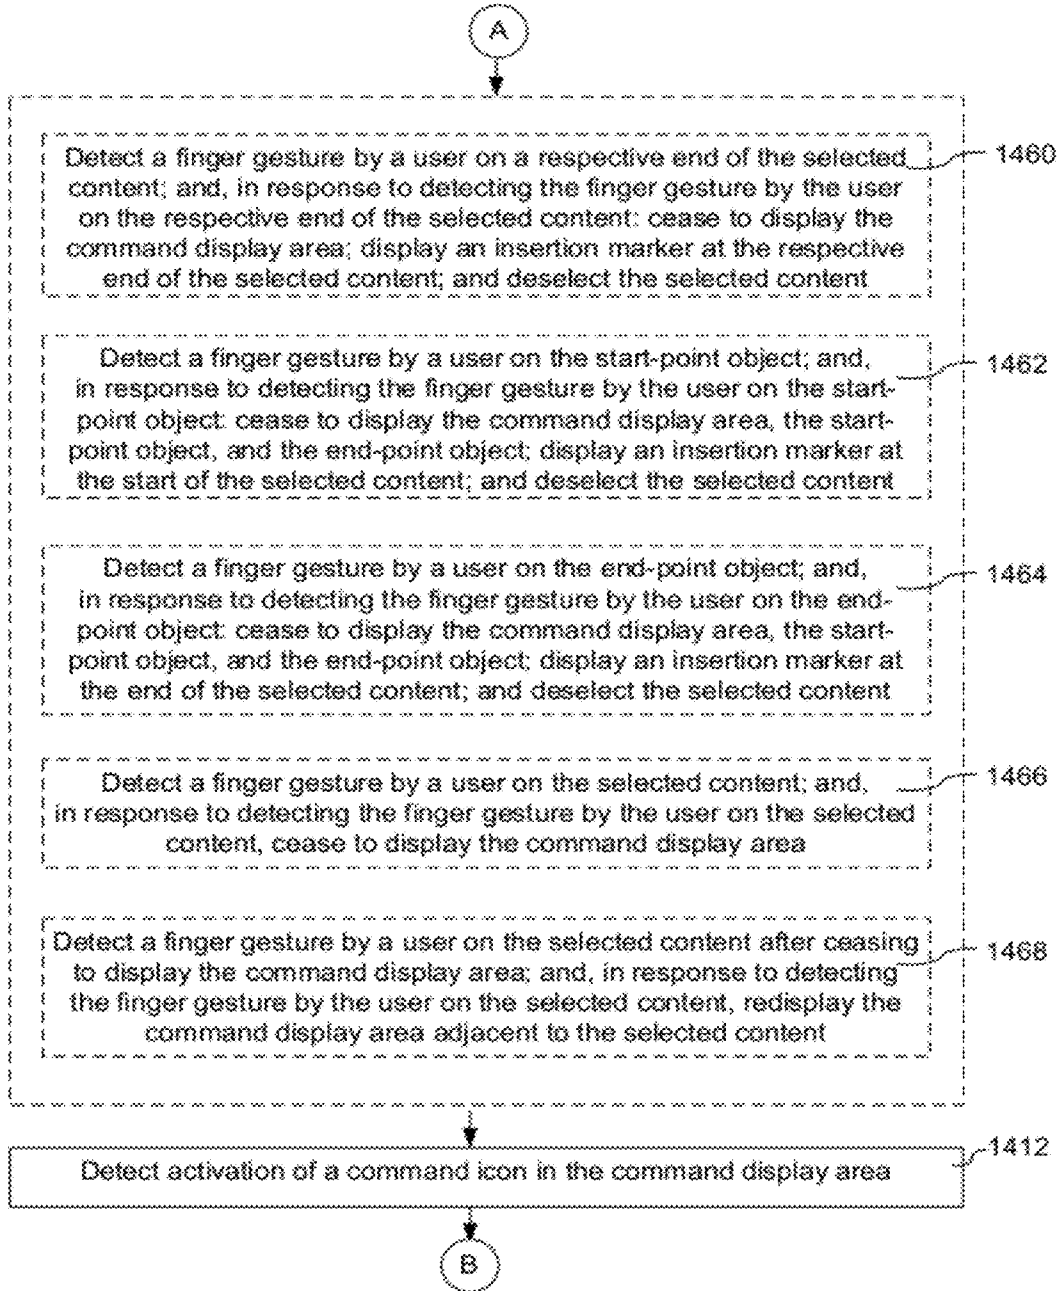 A
Detect a finger gesture by a user on a respective end of the selected
content; and, in response to detecting the finger gesture by the user
on the respective end of the selected content: cease to display the
command display area; display an insertion marker at the respective
end of the selected content; and deselect the selected content
1460
Detect a finger gesture by a user on the start-point object; and,
in response to detecting the finger gesture by the user on the start-
point object: cease to display the command display area, the start-
point object, and the end-point object; display an insertion marker at
the start of the selected content; and deselect the selected content
1462
Detect a finger gesture by a user on the end-point object; and,
in response to detecting the finger gesture by the user on the end-
point object: cease to display the command display area, the start-
point object, and the end-point object; display an insertion marker at
the end of the selected content; and deselect the selected content
1464
Detect a finger gesture by a user on the selected content; and,
in response to detecting the finger gesture by the user on the selected
content, cease to display the command display area
1466
Detect a finger gesture by a user on the selected content after ceasing
to display the command display area; and, in response to detecting
the finger gesture by the user on the selected content, redisplay the
command display area adjacent to the selected content
1468
Detect activation of a command icon in the command display area
1412
B